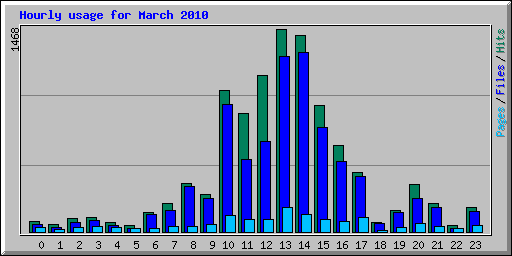 Hourly usage for March 2010
1468
Pages/Files/Hits
0 1 2 3 4 5 6 7 8 9 10 11 12 13 14 15 16 17 18 19 20 21 22 23